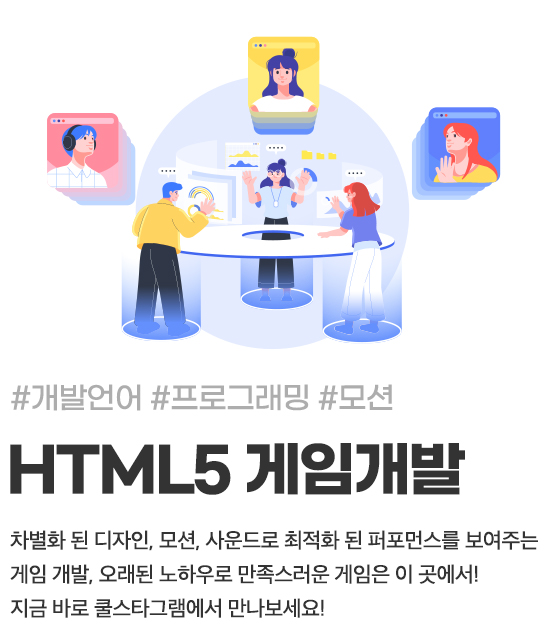 #개발언어 #프로그래밍 #모션
HTML5 게임개발
차별화 된 디자인, 모션, 사운드로 최적화 된 퍼포먼스를 보여주는
게임 개발, 오래된 노하우로 만족스러운 게임은 이 곳에서!
지금 바로 쿨스타그램에서 만나보세요!